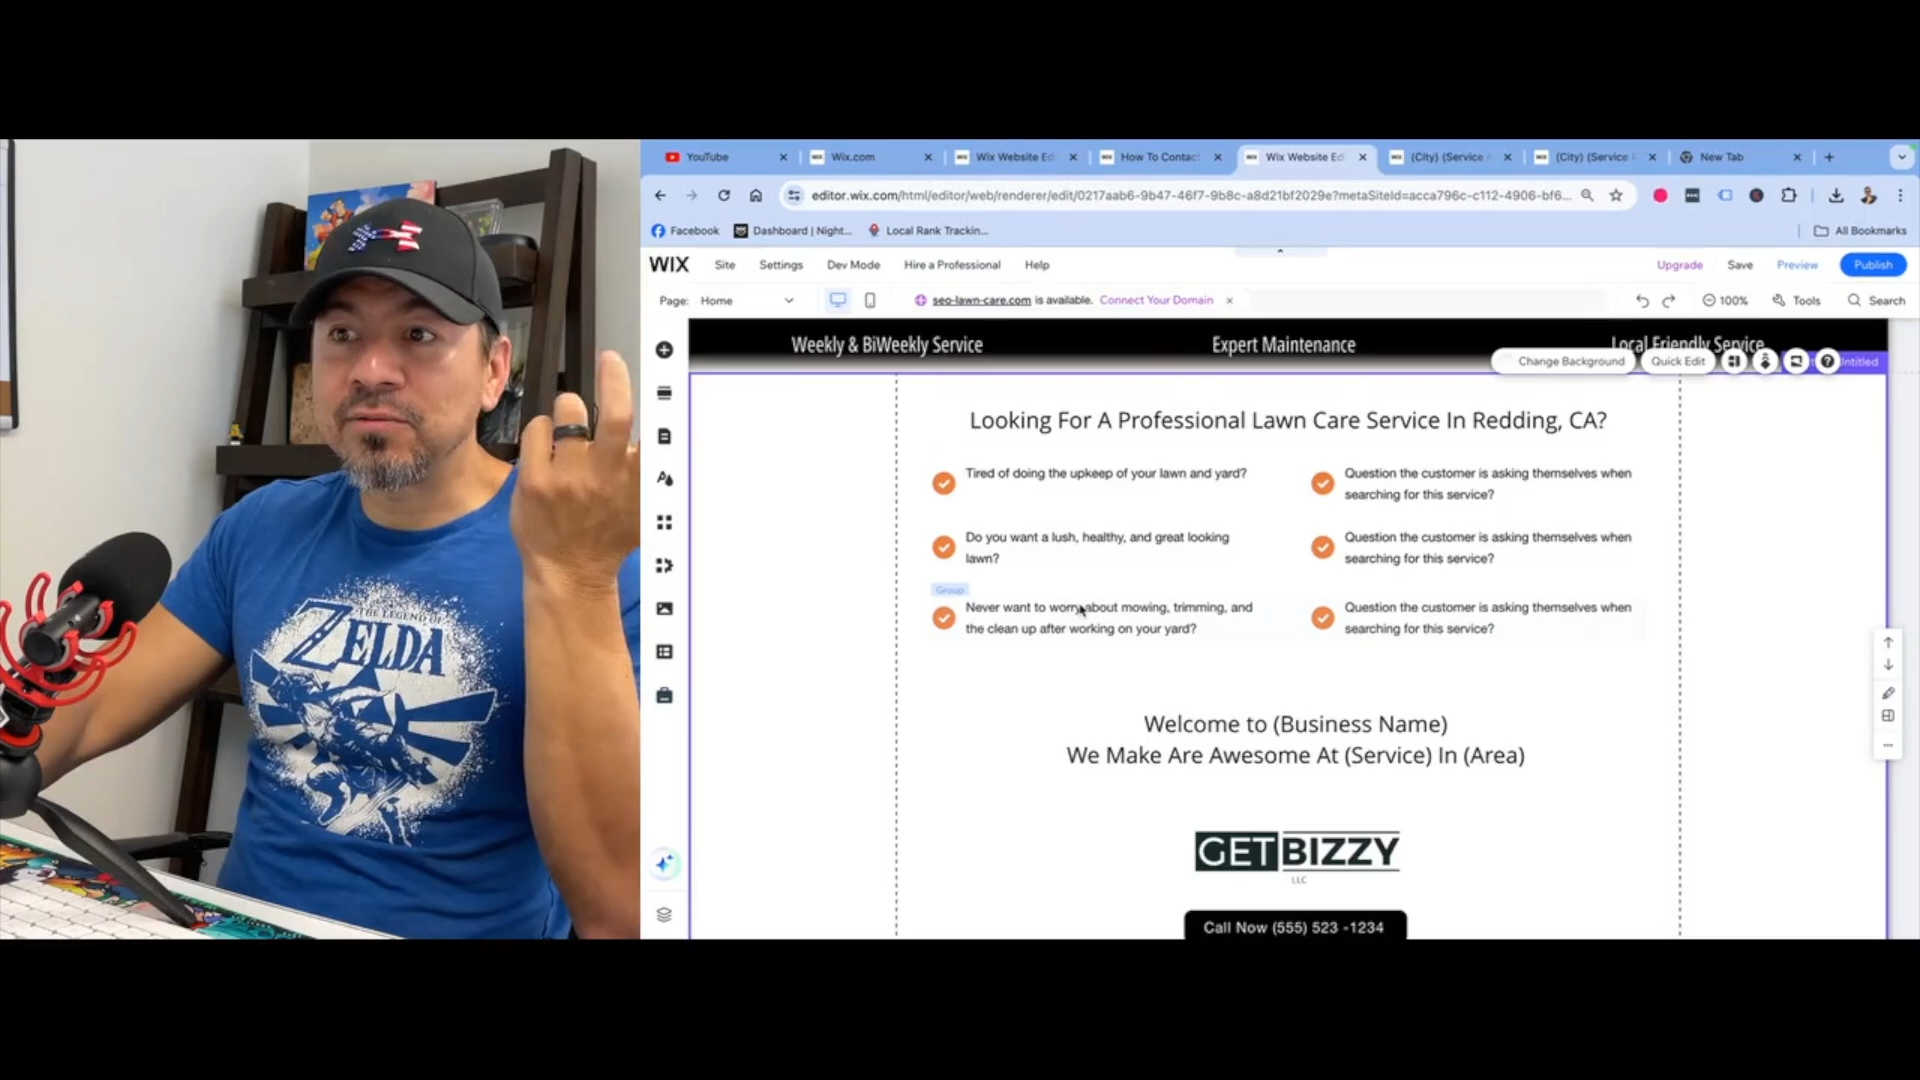 THE LEGEND OF
ZELDA
YouTube
Wix.com
Wix Website Ed
How To Contac
Wix Website Ed
(City) (Service
(City) (Service
New Tab
editor.wix.com/html/editor/web/renderer/edit/0217aab6-9b47-46f7-9b8c-a8d21bf2029e?metaSiteId=acca796c-c112-4906-bf6...
Facebook
Dashboard | Night...
Local Rank Trackin...
All Bookmarks
WIX
Site
Settings
Dev Mode
Hire a Professional
Help
Upgrade
Save
Preview
Publish
Page: Home
seo-lawn-care.com is available. Connect Your Domain
100%
Tools
Search
Weekly & BiWeekly Service
Expert Maintenance
Local Friendly Service
Change Background
Quick Edit
Untitled
Looking For A Professional Lawn Care Service In Redding, CA?
Tired of doing the upkeep of your lawn and yard?
Question the customer is asking themselves when
searching for this service?
Do you want a lush, healthy, and great looking
lawn?
Question the customer is asking themselves when
searching for this service?
Group
Never want to worry about mowing, trimming, and
the clean up after working on your yard?
Question the customer is asking themselves when
searching for this service?
Welcome to (Business Name)
We Make Are Awesome At (Service) In (Area)
GET BIZZY
LLC
Call Now (555) 523 -1234